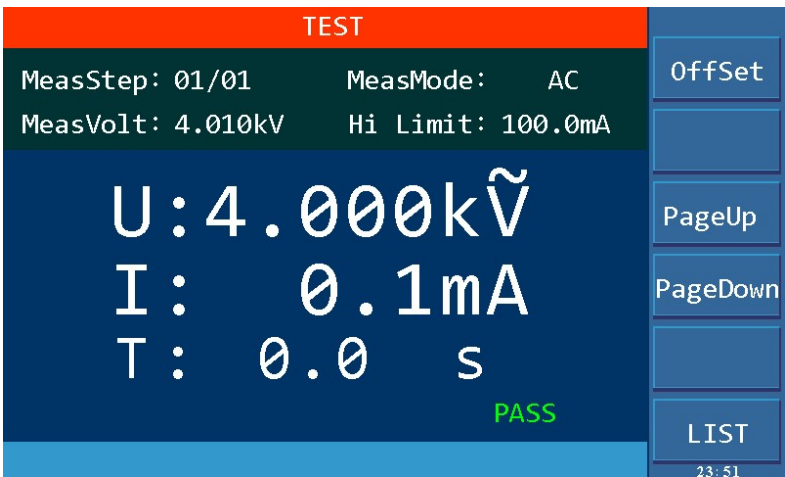 TEST
MeasStep: 01/01 MeasMode: AC
MeasVolt: 4.010kV Hi Limit: 100.0mA
U:4.000kṼ
I: 0.1mA
T: 0.0 s
PASS
OffSet
PageUp
PageDown
LIST
23:51